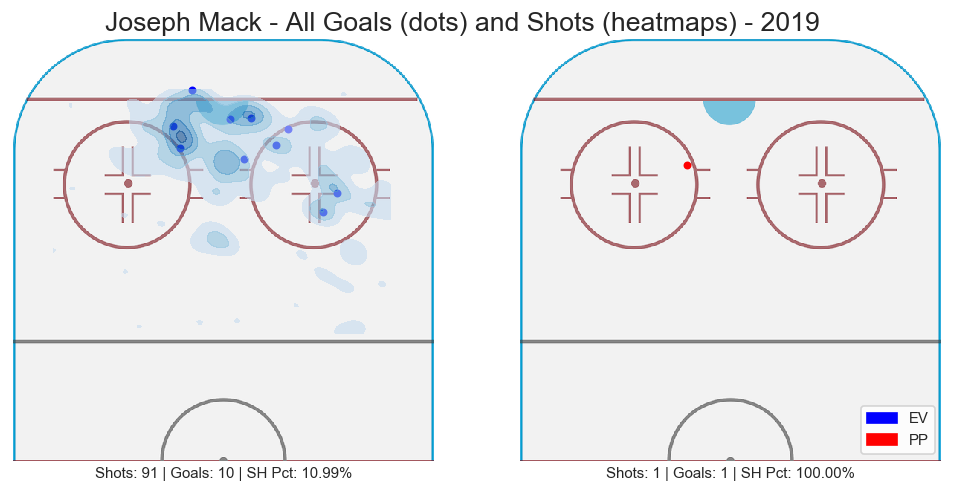 Joseph Mack - All Goals (dots) and Shots (heatmaps) - 2019
EV
PP
Shots: 91 | Goals: 10 | SH Pct: 10.99%
Shots: 1 | Goals: 1 | SH Pct: 100.00%